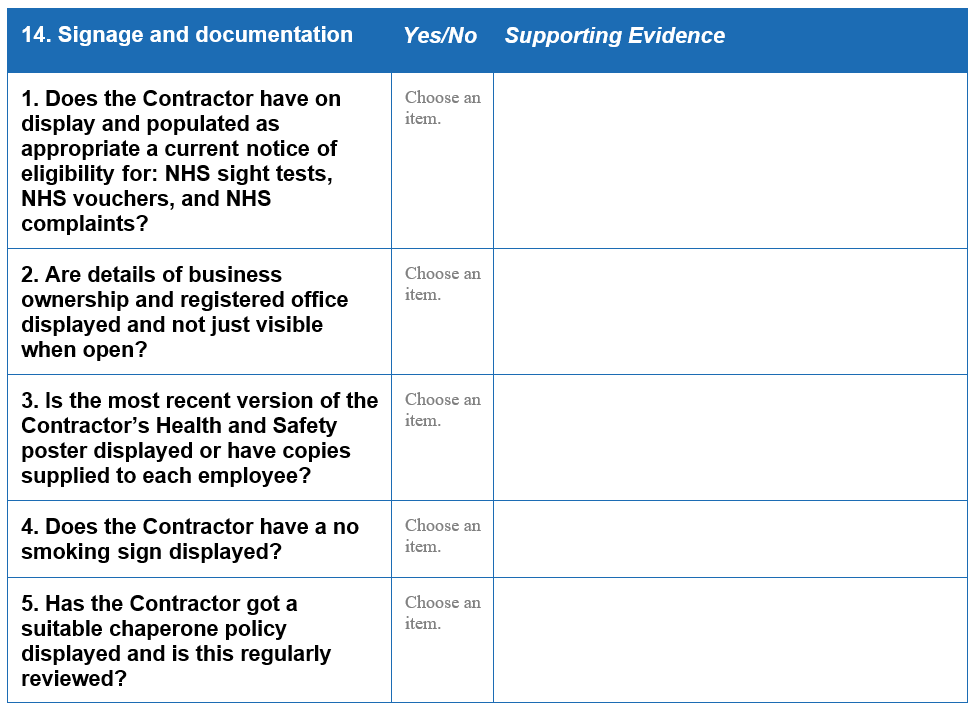 14. Signage and documentation Yes/No Supporting Evidence
1. Does the Contractor have on
display and populated as
appropriate a current notice of
eligibility for: NHS sight tests,
NHS vouchers, and NHS
complaints?
Choose an
item.
2. Are details of business
ownership and registered office
displayed and not just visible
when open?
Choose an
item.
3. Is the most recent version of the
Contractor’s Health and Safety
poster displayed or have copies
supplied to each employee?
Choose an
item.
4. Does the Contractor have a no
smoking sign displayed?
Choose an
item.
5. Has the Contractor got a
suitable chaperone policy
displayed and is this regularly
reviewed?
Choose an
item.